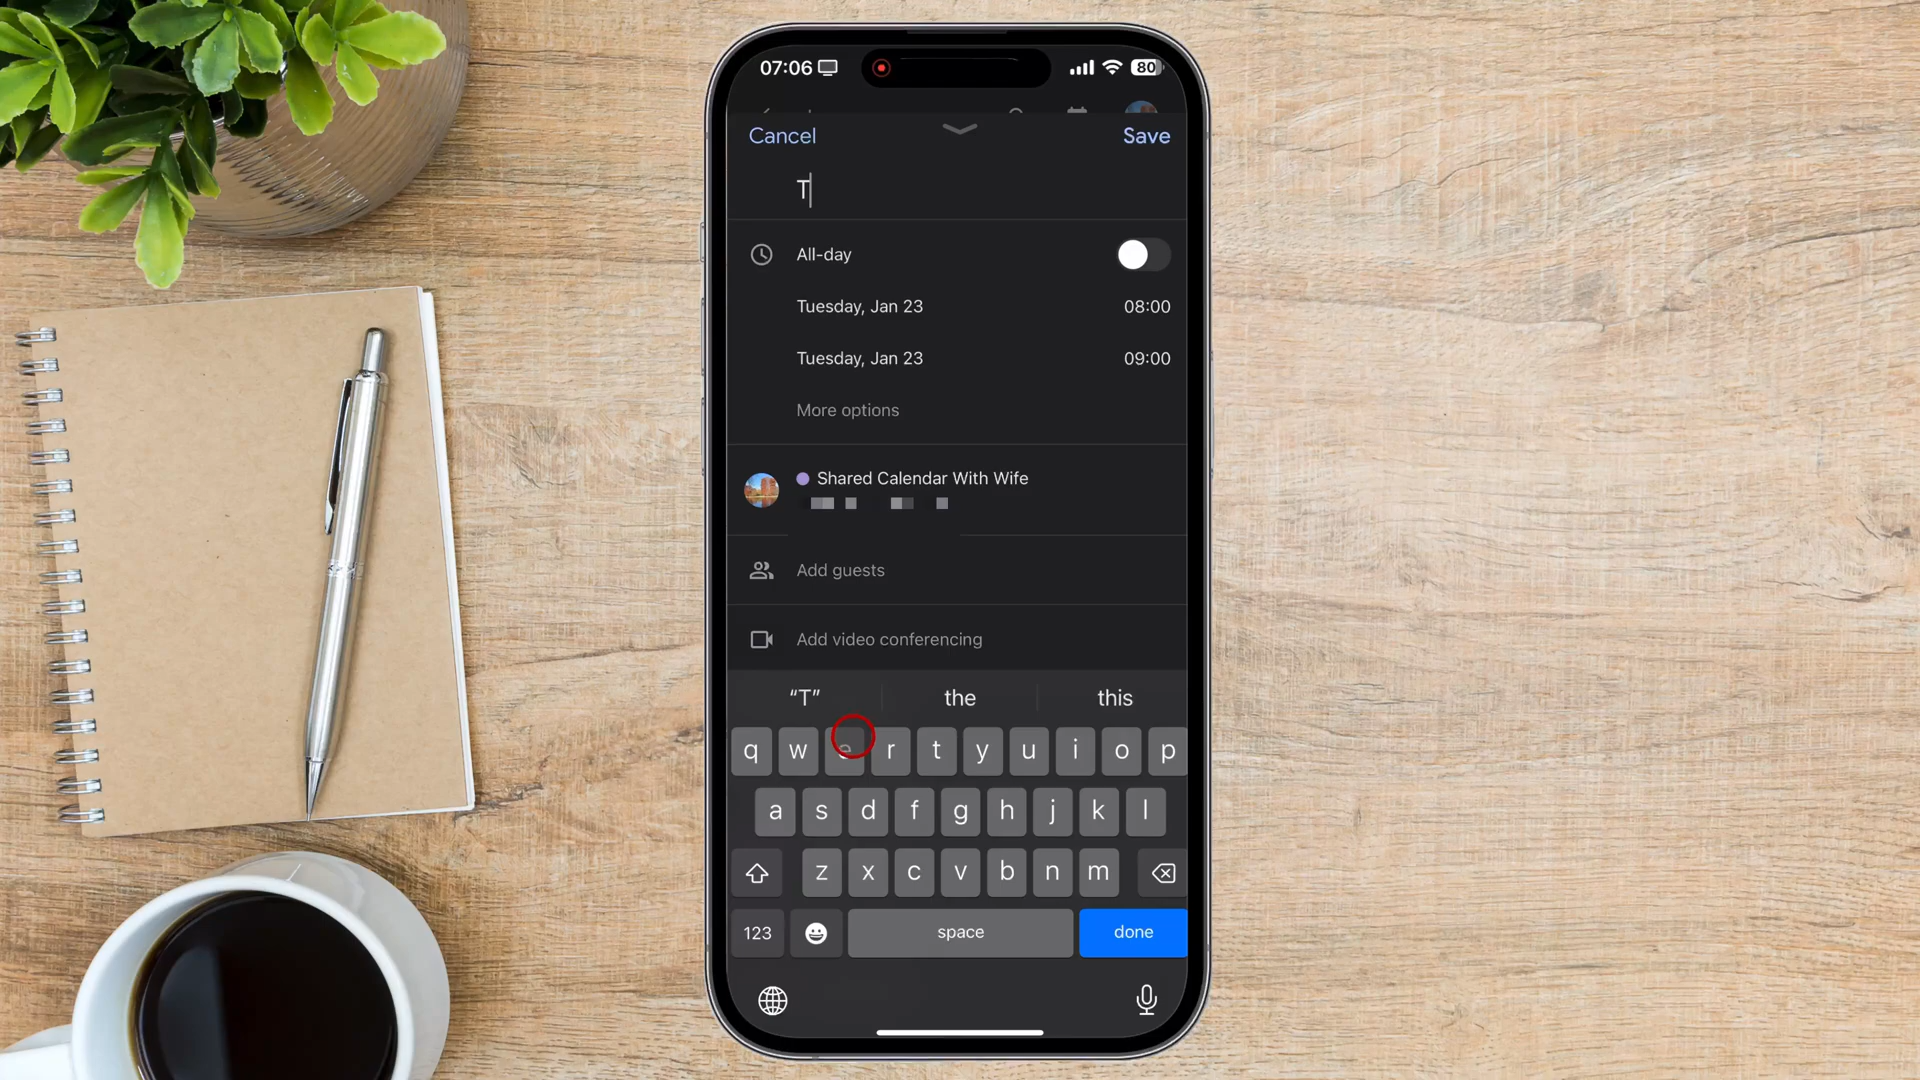 07:06 80
Cancel Save
T
All-day
Tuesday, Jan 23 08:00
Tuesday, Jan 23 09:00
More options
Shared Calendar With Wife
Add guests
Add video conferencing
“T” the this
q w e r t y u i o p
a s d f g h j k l
z x c v b n m
123 space done